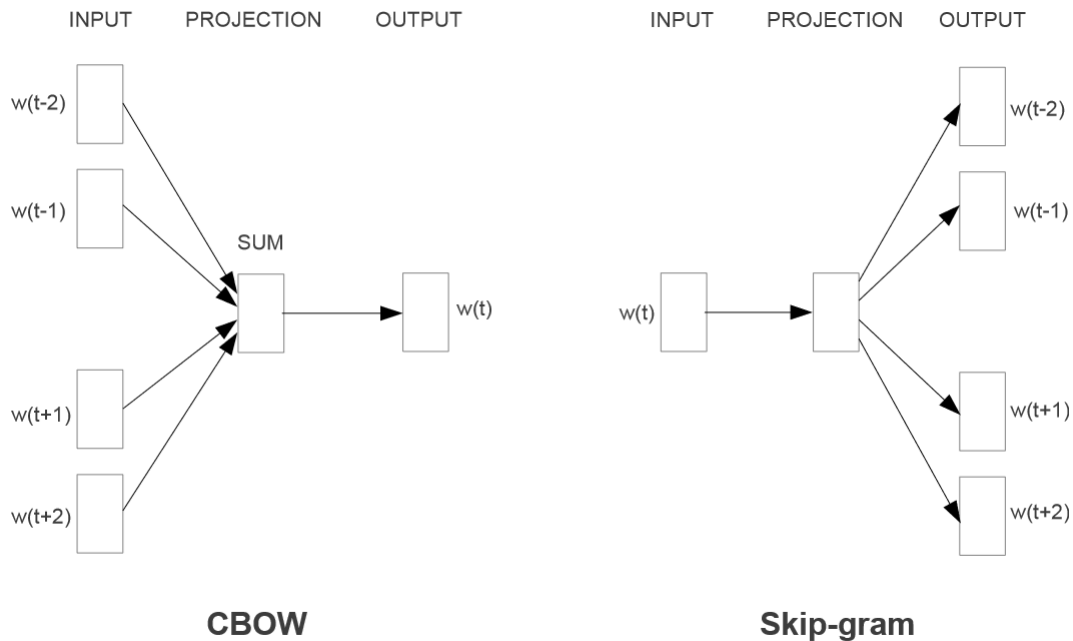 INPUT PROJECTION OUTPUT
w(t-2)
w(t-1)
SUM
w(t)
w(t+1)
w(t+2)
CBOW
INPUT PROJECTION OUTPUT
w(t-2)
w(t-1)
w(t)
w(t+1)
w(t+2)
Skip-gram